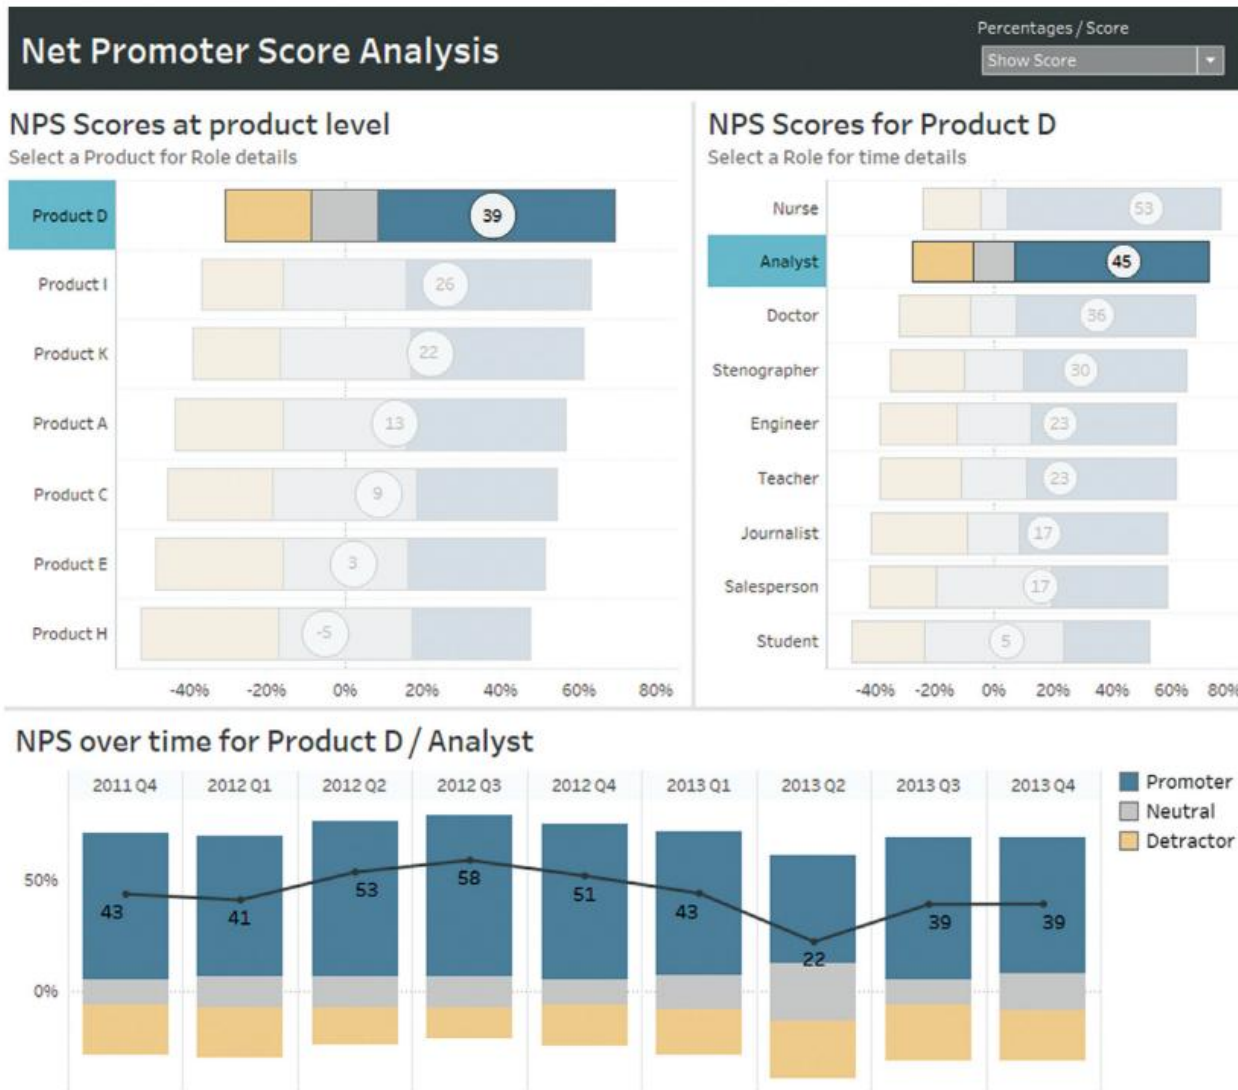 Net Promoter Score Analysis
Percentages / Score
Show Score
NPS Scores at product level
Select a Product for Role details
Product D
39
Product I
26
Product K
22
Product A
13
Product C
9
Product E
3
Product H
-5
-40% -20% 0% 20% 40% 60% 80%
NPS Scores for Product D
Select a Role for time details
Nurse
53
Analyst
45
Doctor
36
Stenographer
30
Engineer
23
Teacher
23
Journalist
17
Salesperson
17
Student
5
-40% -20% 0% 20% 40% 60% 80%
NPS over time for Product D / Analyst
2011 Q4 2012 Q1 2012 Q2 2012 Q3 2012 Q4 2013 Q1 2013 Q2 2013 Q3 2013 Q4
50%
0%
43 41 53 58 51 43 22 39 39
Promoter
Neutral
Detractor